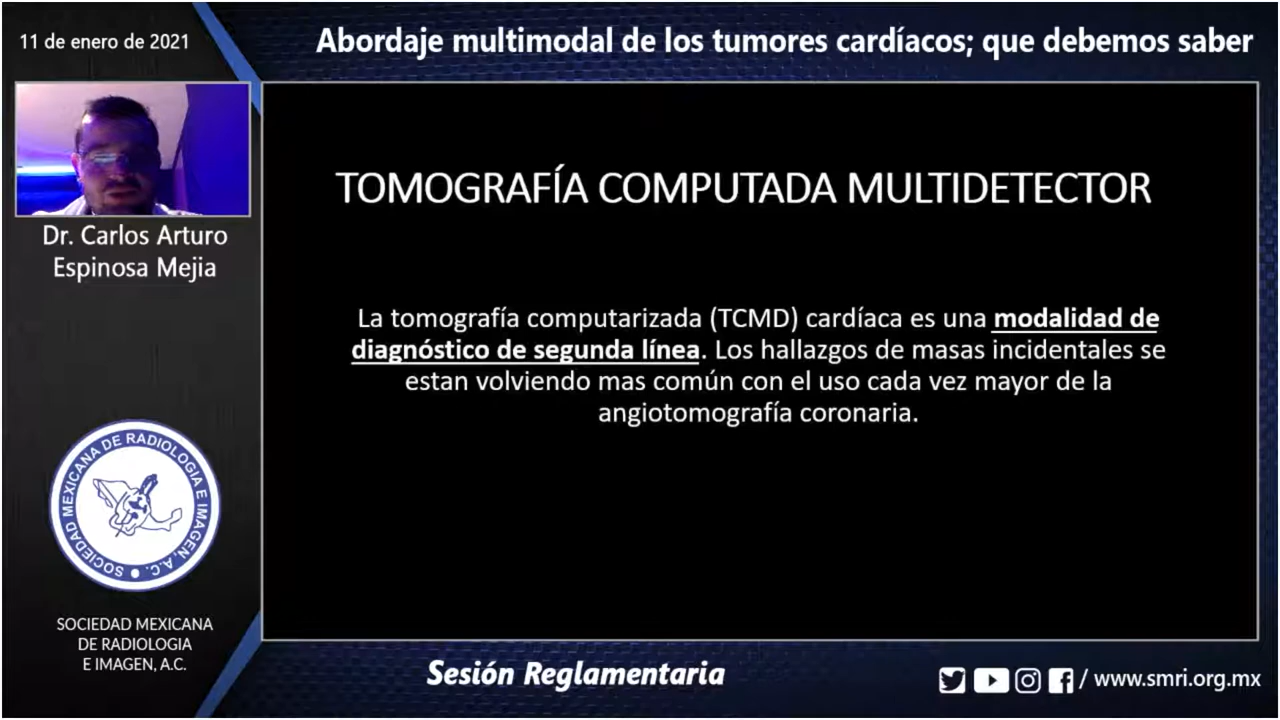 11 de enero de 2021
Abordaje multimodal de los tumores cardíacos; que debemos saber
Dr. Carlos Arturo
Espinosa Mejia
TOMOGRAFÍA COMPUTADA MULTIDETECTOR
La tomografía computarizada (TCMD) cardíaca es una modalidad de
diagnóstico de segunda línea. Los hallazgos de masas incidentales se
estan volviendo mas común con el uso cada vez mayor de la
angiotomografía coronaria.
SOCIEDAD MEXICANA DE RADIOLOGIA E IMAGEN, A.C.
SOCIEDAD MEXICANA
DE RADIOLOGIA
E IMAGEN, A.C.
Sesión Reglamentaria
/ www.smri.org.mx